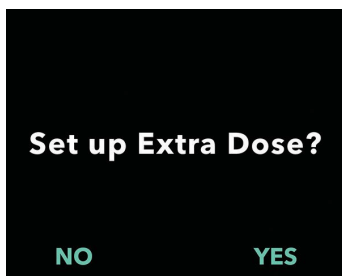 Set up Extra Dose?
NO YES